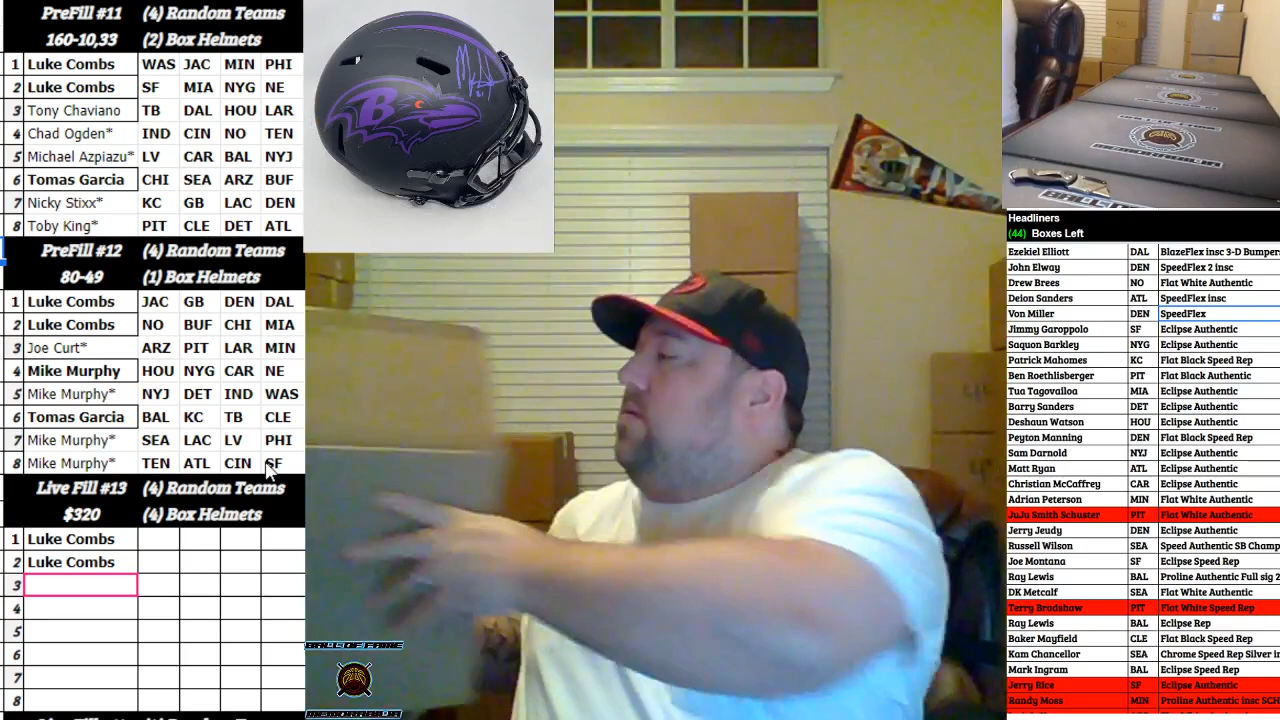 PreFill #11 (4) Random Teams
160-10,33 (2) Box Helmets
1 Luke Combs WAS JAC MIN PHI
2 Luke Combs SF MIA NYG NE
3 Tony Chaviano TB DAL HOU LAR
4 Chad Ogden* IND CIN NO TEN
5 Michael Azpiazu* LV CAR BAL NYJ
6 Tomas Garcia CHI SEA ARZ BUF
7 Nicky Stixx* KC GB LAC DEN
8 Toby King* PIT CLE DET ATL
PreFill #12 (4) Random Teams
80-49 (1) Box Helmets
1 Luke Combs JAC GB DEN DAL
2 Luke Combs NO BUF CHI MIA
3 Joe Curt* ARZ PIT LAR MIN
4 Mike Murphy HOU NYG CAR NE
5 Mike Murphy* NYJ DET IND WAS
6 Tomas Garcia BAL KC TB CLE
7 Mike Murphy* SEA LAC LV PHI
8 Mike Murphy* TEN ATL CIN SF
Live Fill #13 (4) Random Teams
$320 (4) Box Helmets
1 Luke Combs
2 Luke Combs
3
4
5
6
7
8
B
BALL OF FAME
MEMORABILIA
Headliners
(44) Boxes Left
Ezekiel Elliott DAL BlazeFlex insc 3-D Bumper
John Elway DEN SpeedFlex 2 insc
Drew Brees NO Flat White Authentic
Deion Sanders ATL SpeedFlex insc
Von Miller DEN SpeedFlex
Jimmy Garoppolo SF Eclipse Authentic
Saquon Barkley NYG Eclipse Authentic
Patrick Mahomes KC Flat Black Speed Rep
Ben Roethlisberger PIT Flat Black Authentic
Tua Tagovailoa MIA Eclipse Authentic
Barry Sanders DET Eclipse Authentic
Deshaun Watson HOU Eclipse Authentic
Peyton Manning DEN Flat Black Speed Rep
Sam Darnold NYJ Eclipse Authentic
Matt Ryan ATL Eclipse Authentic
Christian McCaffrey CAR Eclipse Authentic
Adrian Peterson MIN Flat White Authentic
JuJu Smith Schuster PIT Flat White Authentic
Jerry Jeudy DEN Eclipse Authentic
Russell Wilson SEA Speed Authentic SB Champ
Joe Montana SF Eclipse Speed Rep
Ray Lewis BAL Proline Authentic Full sig 2
DK Metcalf SEA Flat White Authentic
Terry Bradshaw PIT Flat White Speed Rep
Ray Lewis BAL Eclipse Rep
Baker Mayfield CLE Flat Black Speed Rep
Kam Chancellor SEA Chrome Speed Rep Silver in
Mark Ingram BAL Eclipse Speed Rep
Jerry Rice SF Eclipse Authentic
Randy Moss MIN Proline Authentic insc SCH